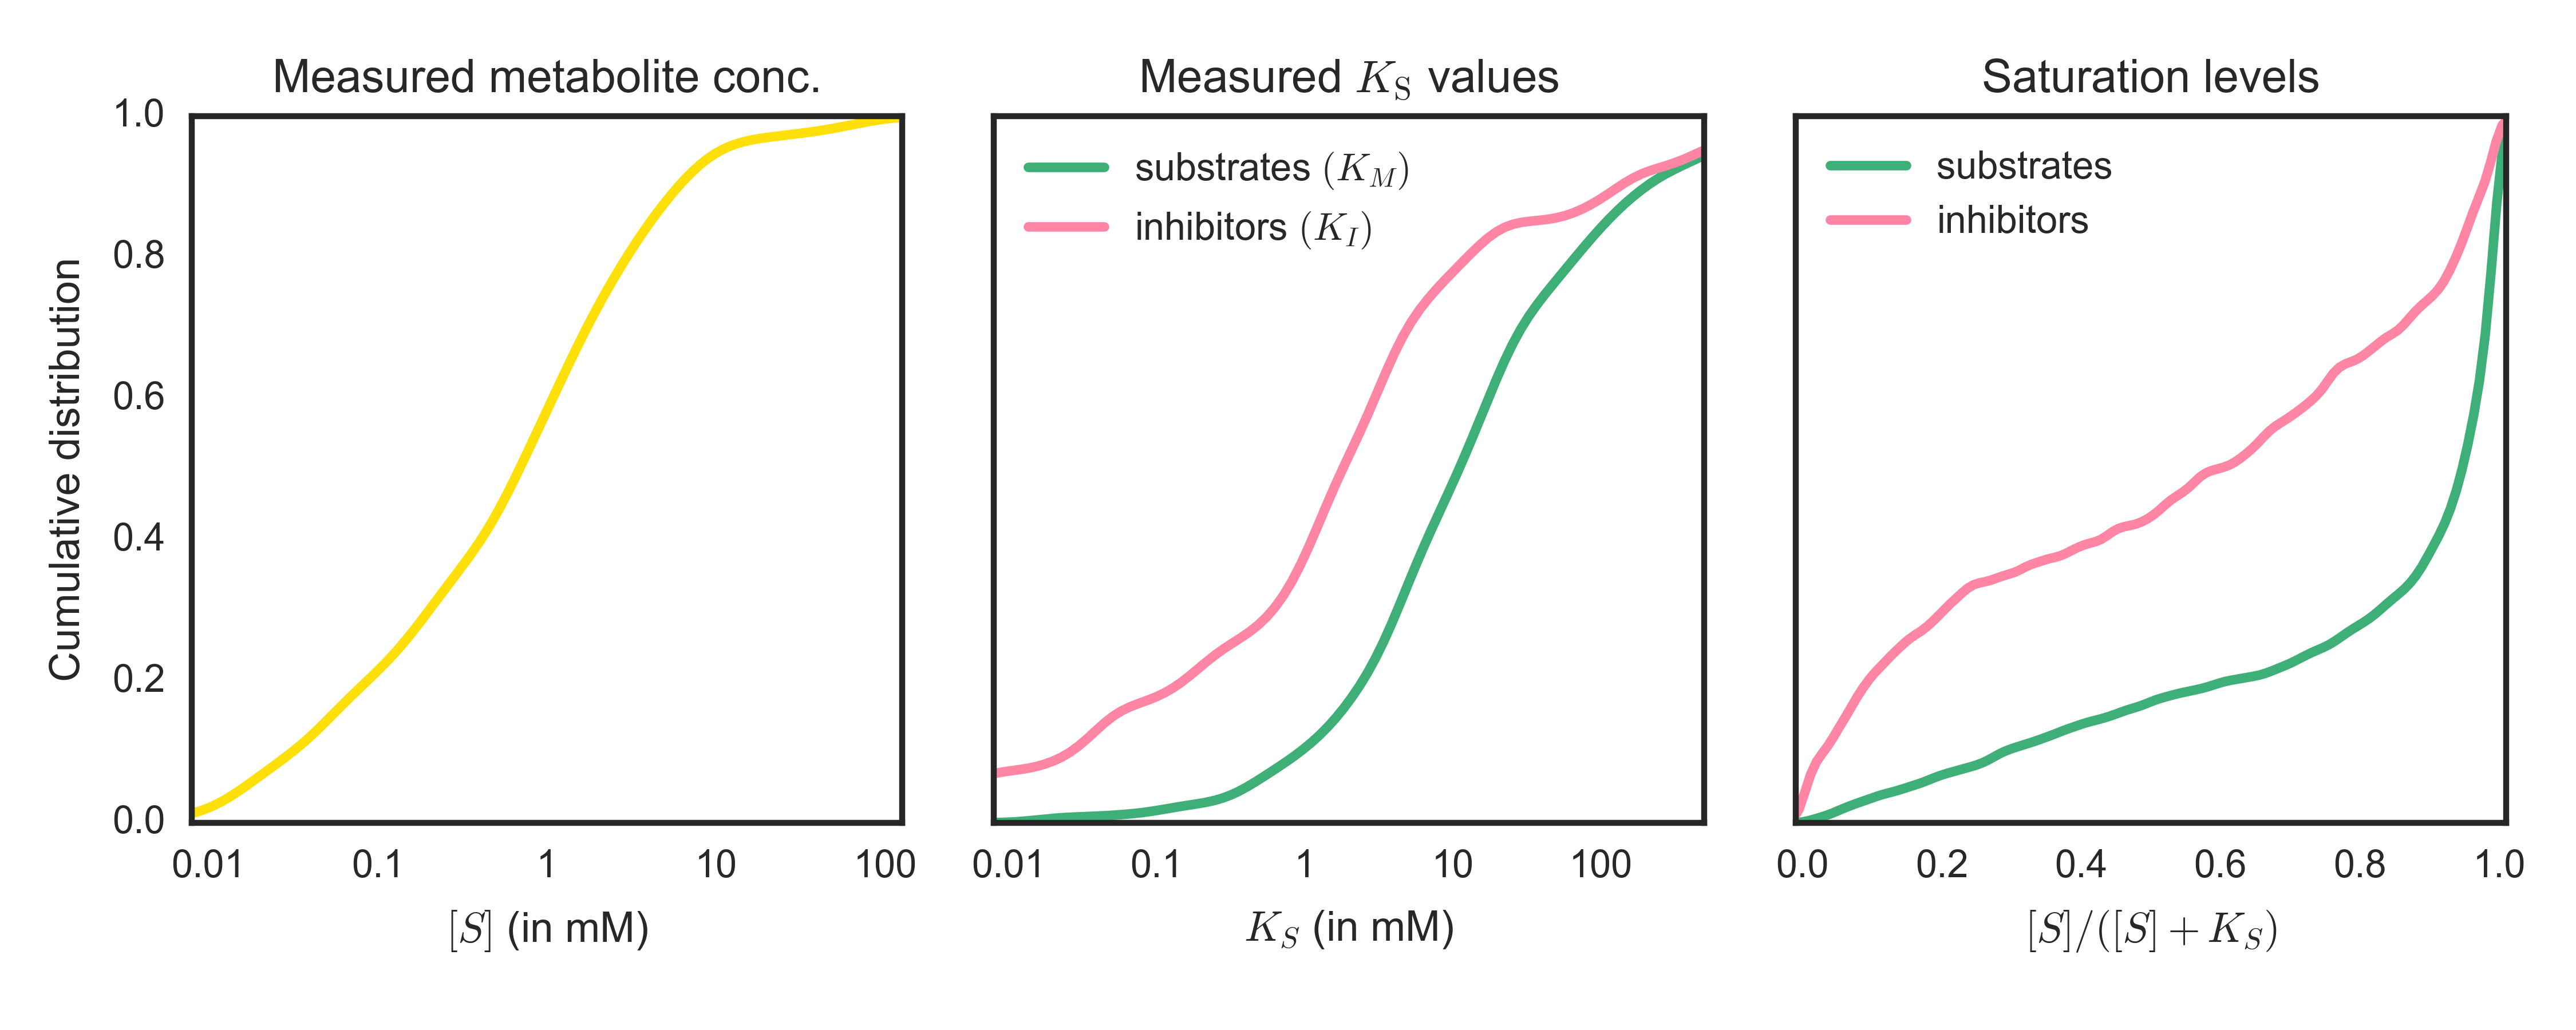 Measured metabolite conc.
Cumulative distribution
1.0
0.8
0.6
0.4
0.2
0.0
0.01 0.1 1 10 100
[S] (in mM)
Measured K_S values
substrates (K_M)
inhibitors (K_I)
0.01 0.1 1 10 100
K_S (in mM)
Saturation levels
substrates
inhibitors
0.0 0.2 0.4 0.6 0.8 1.0
[S]/([S] + K_S)